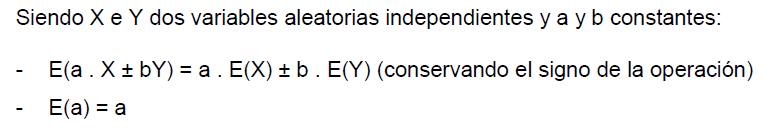 Siendo X e Y dos variables aleatorias independientes y a y b constantes:
- E(a . X ± bY) = a . E(X) ± b . E(Y) (conservando el signo de la operación)
- E(a) = a